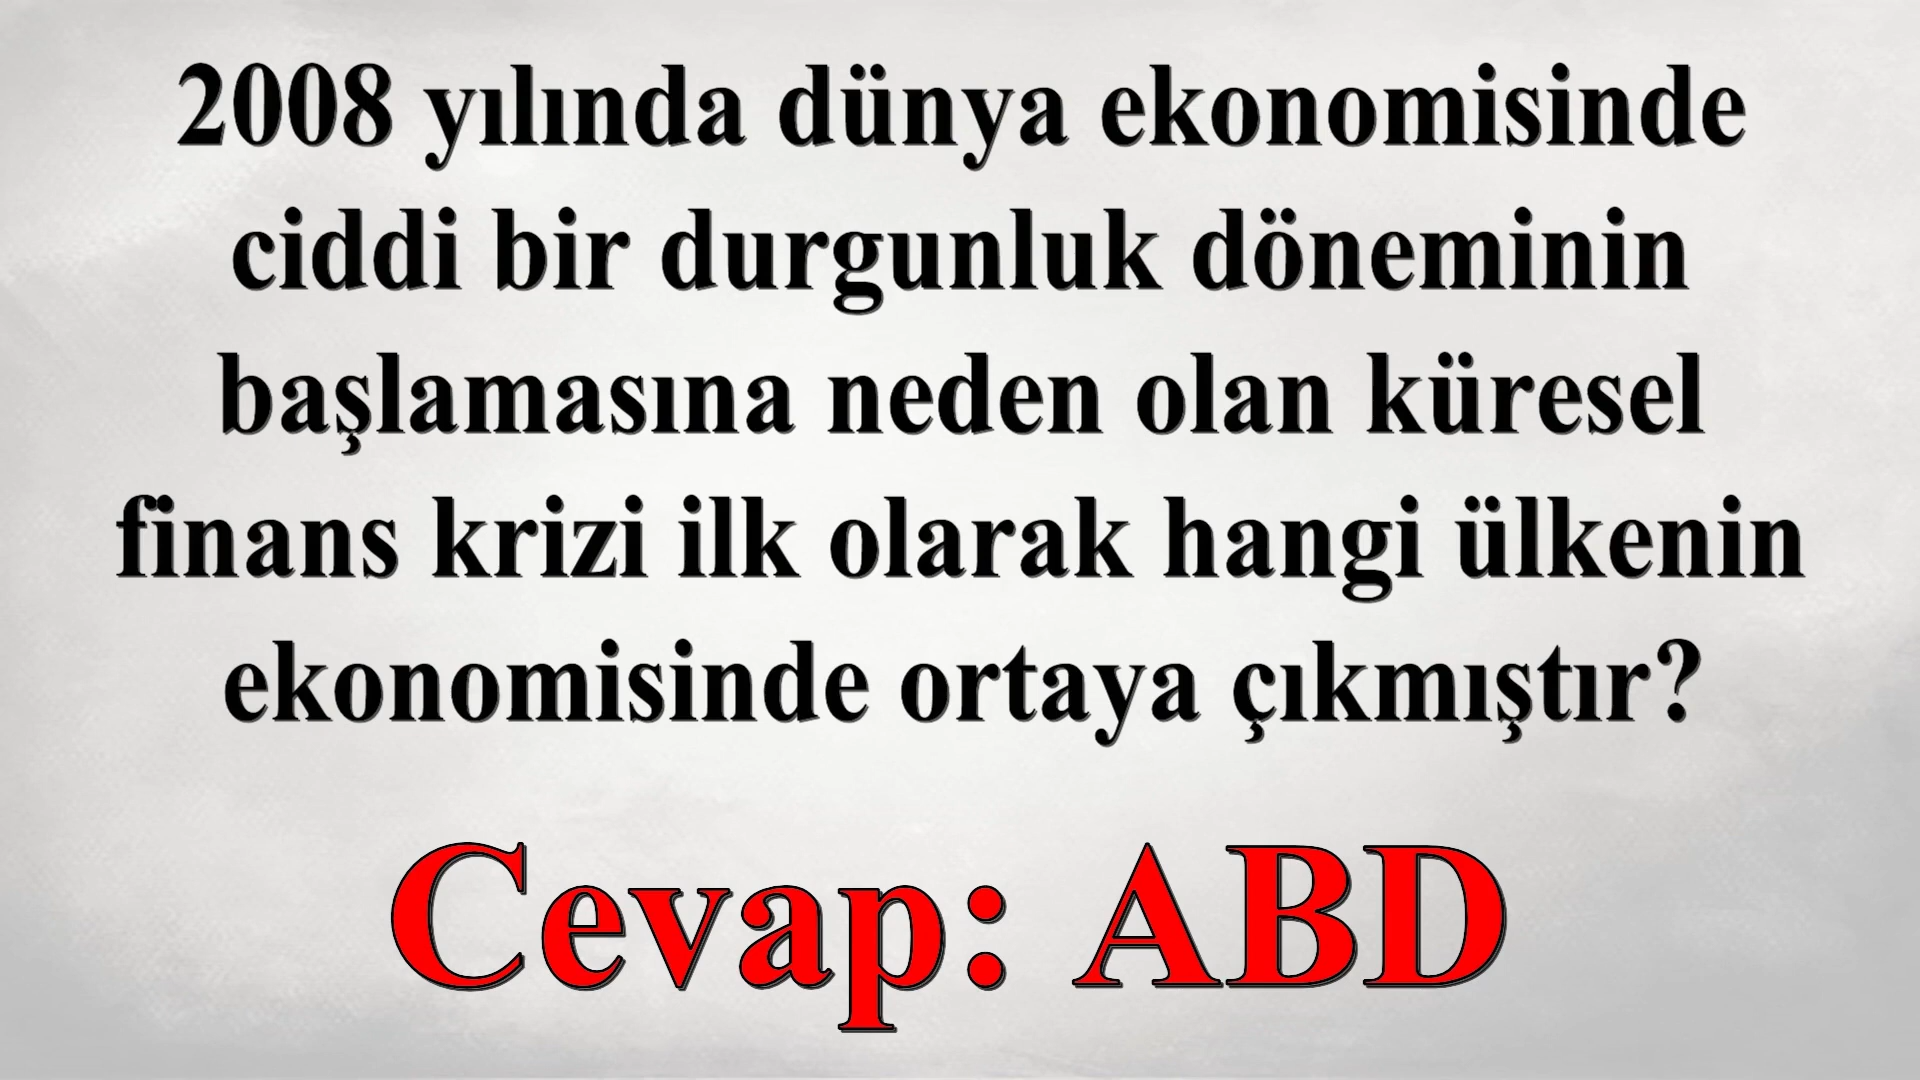 2008 yılında dünya ekonomisinde
ciddi bir durgunluk döneminin
başlamasına neden olan küresel
finans krizi ilk olarak hangi ülkenin
ekonomisinde ortaya çıkmıştır?
Cevap: ABD